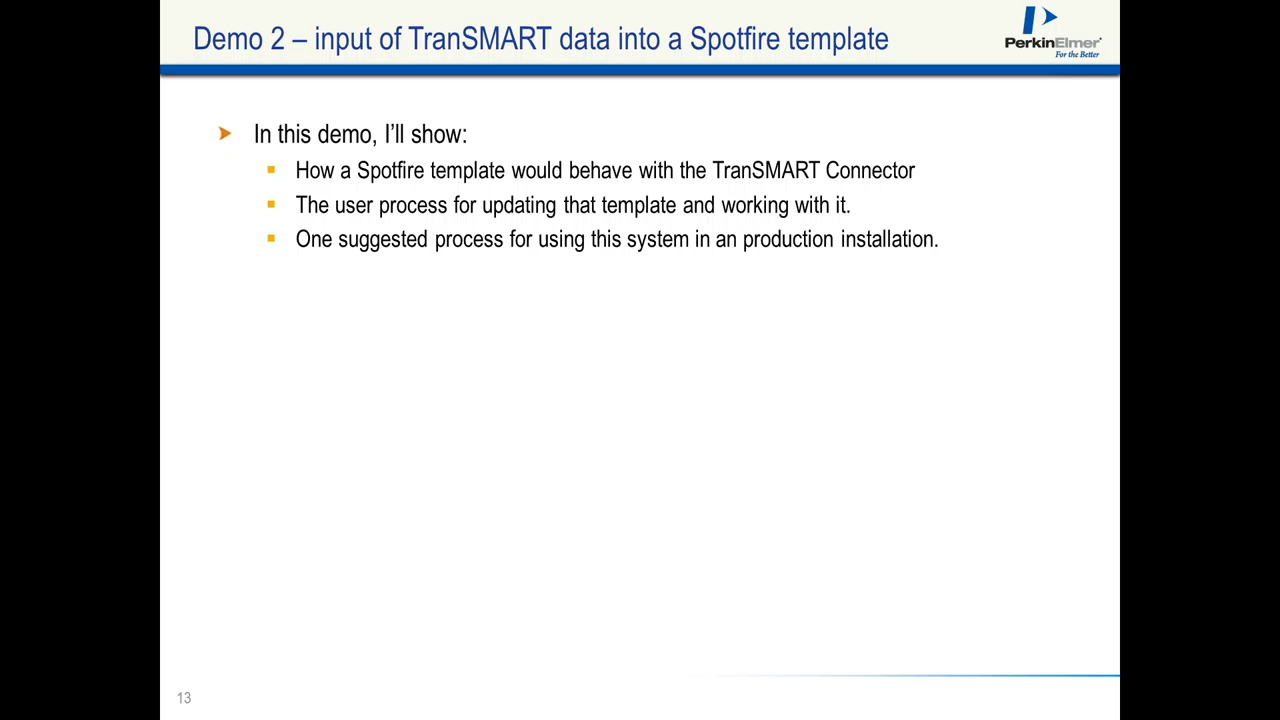 Demo 2 – input of TranSMART data into a Spotfire template
PerkinElmer
For the Better
In this demo, I'll show:
How a Spotfire template would behave with the TranSMART Connector
The user process for updating that template and working with it.
One suggested process for using this system in an production installation.
13